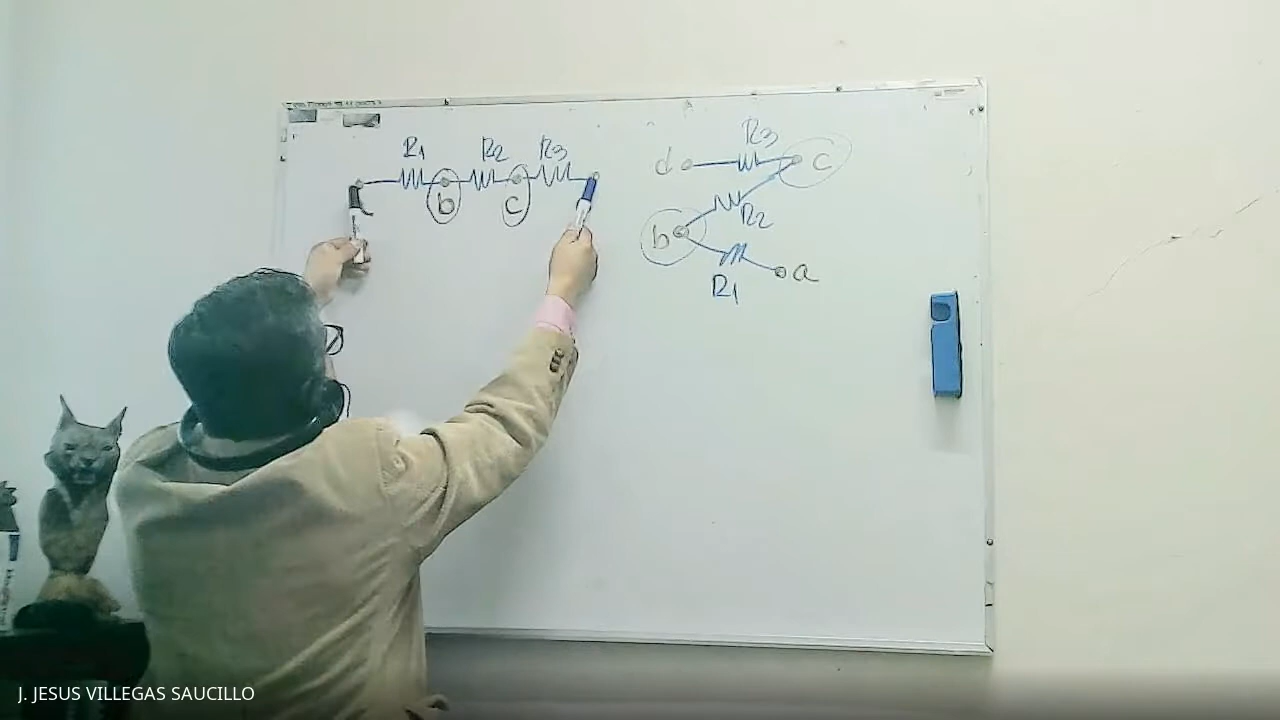 R1 R2 R3
b c
d R3 c
R2
b
a
R1
J. JESUS VILLEGAS SAUCILLO